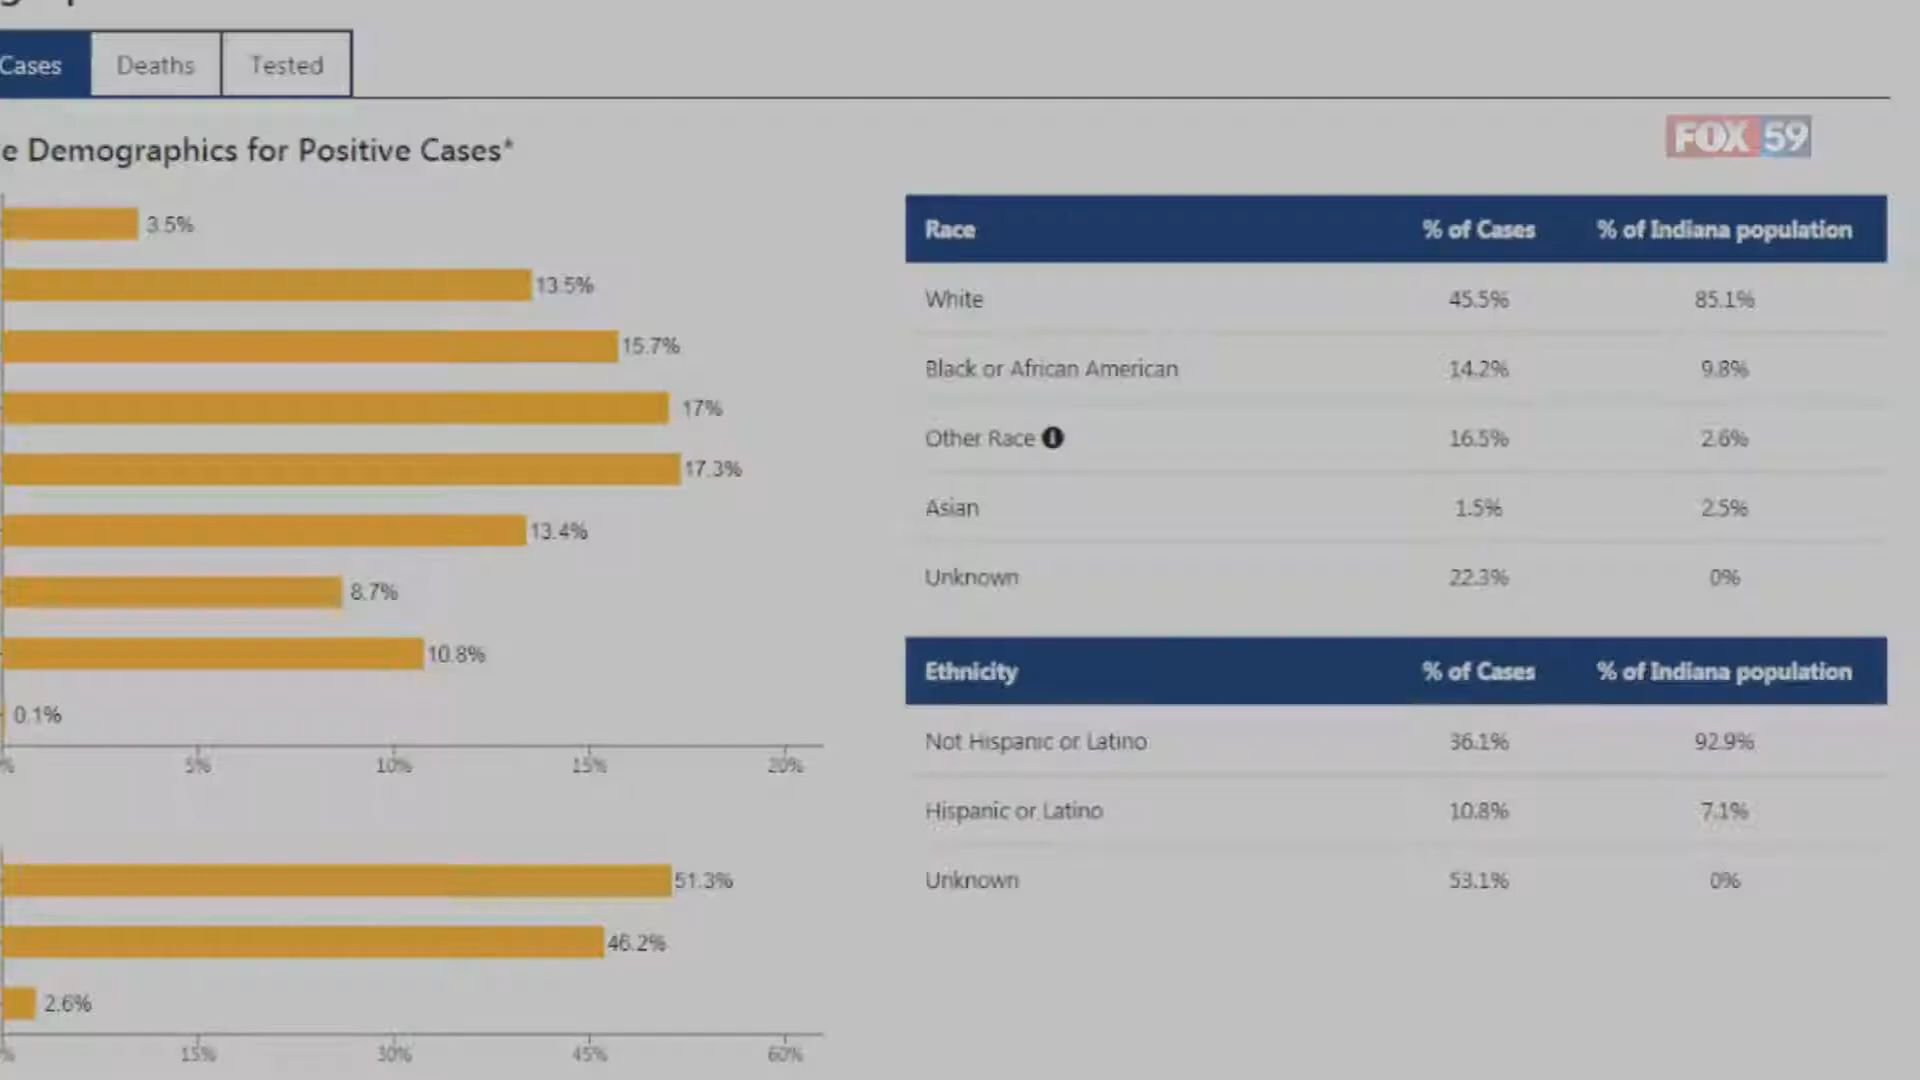 Cases Deaths Tested
e Demographics for Positive Cases*
FOX 59
3.5%
13.5%
15.7%
17%
17.3%
13.4%
8.7%
10.8%
0.1%
% 5% 10% 15% 20%
51.3%
46.2%
2.6%
% 15% 30% 45% 60%
Race % of Cases % of Indiana population
White 45.5% 85.1%
Black or African American 14.2% 9.8%
Other Race 16.5% 2.6%
Asian 1.5% 2.5%
Unknown 22.3% 0%
Ethnicity % of Cases % of Indiana population
Not Hispanic or Latino 36.1% 92.9%
Hispanic or Latino 10.8% 7.1%
Unknown 53.1% 0%